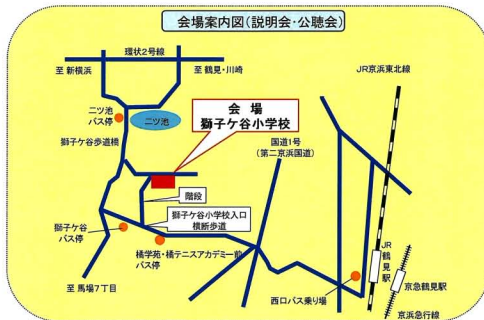 会場案内図(説明会・公聴会)
環状2号線
至 新横浜
至 鶴見・川崎
JR京浜東北線
二ツ池
バス停
二ツ池
会 場
獅子ケ谷小学校
獅子ケ谷歩道橋
国道1号
(第二京浜国道)
階段
獅子ケ谷小学校入口
横断歩道
獅子ケ谷
バス停
橘学苑・橘テニスアカデミー前
バス停
至 馬場7丁目
JR鶴見駅
京急鶴見駅
西口バス乗り場
京浜急行線